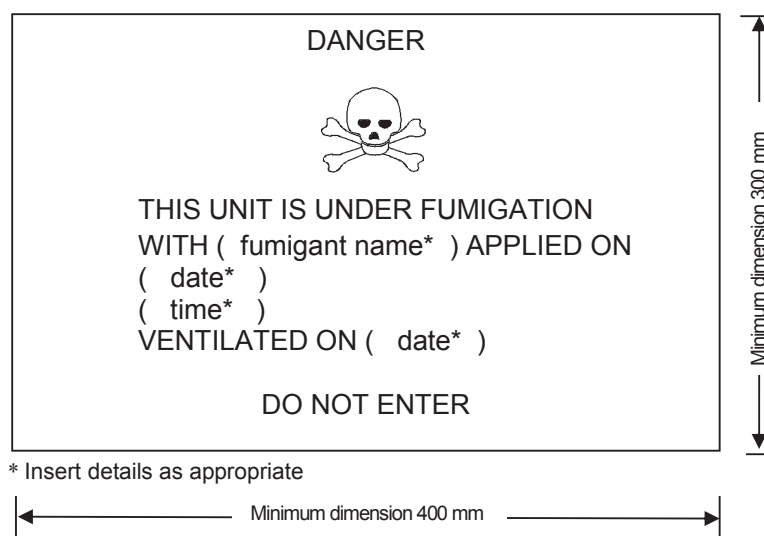 DANGER
THIS UNIT IS UNDER FUMIGATION
WITH ( fumigant name* ) APPLIED ON
( date* )
( time* )
VENTILATED ON ( date* )
DO NOT ENTER
* Insert details as appropriate
Minimum dimension 400 mm
Minimum dimension 300 mm